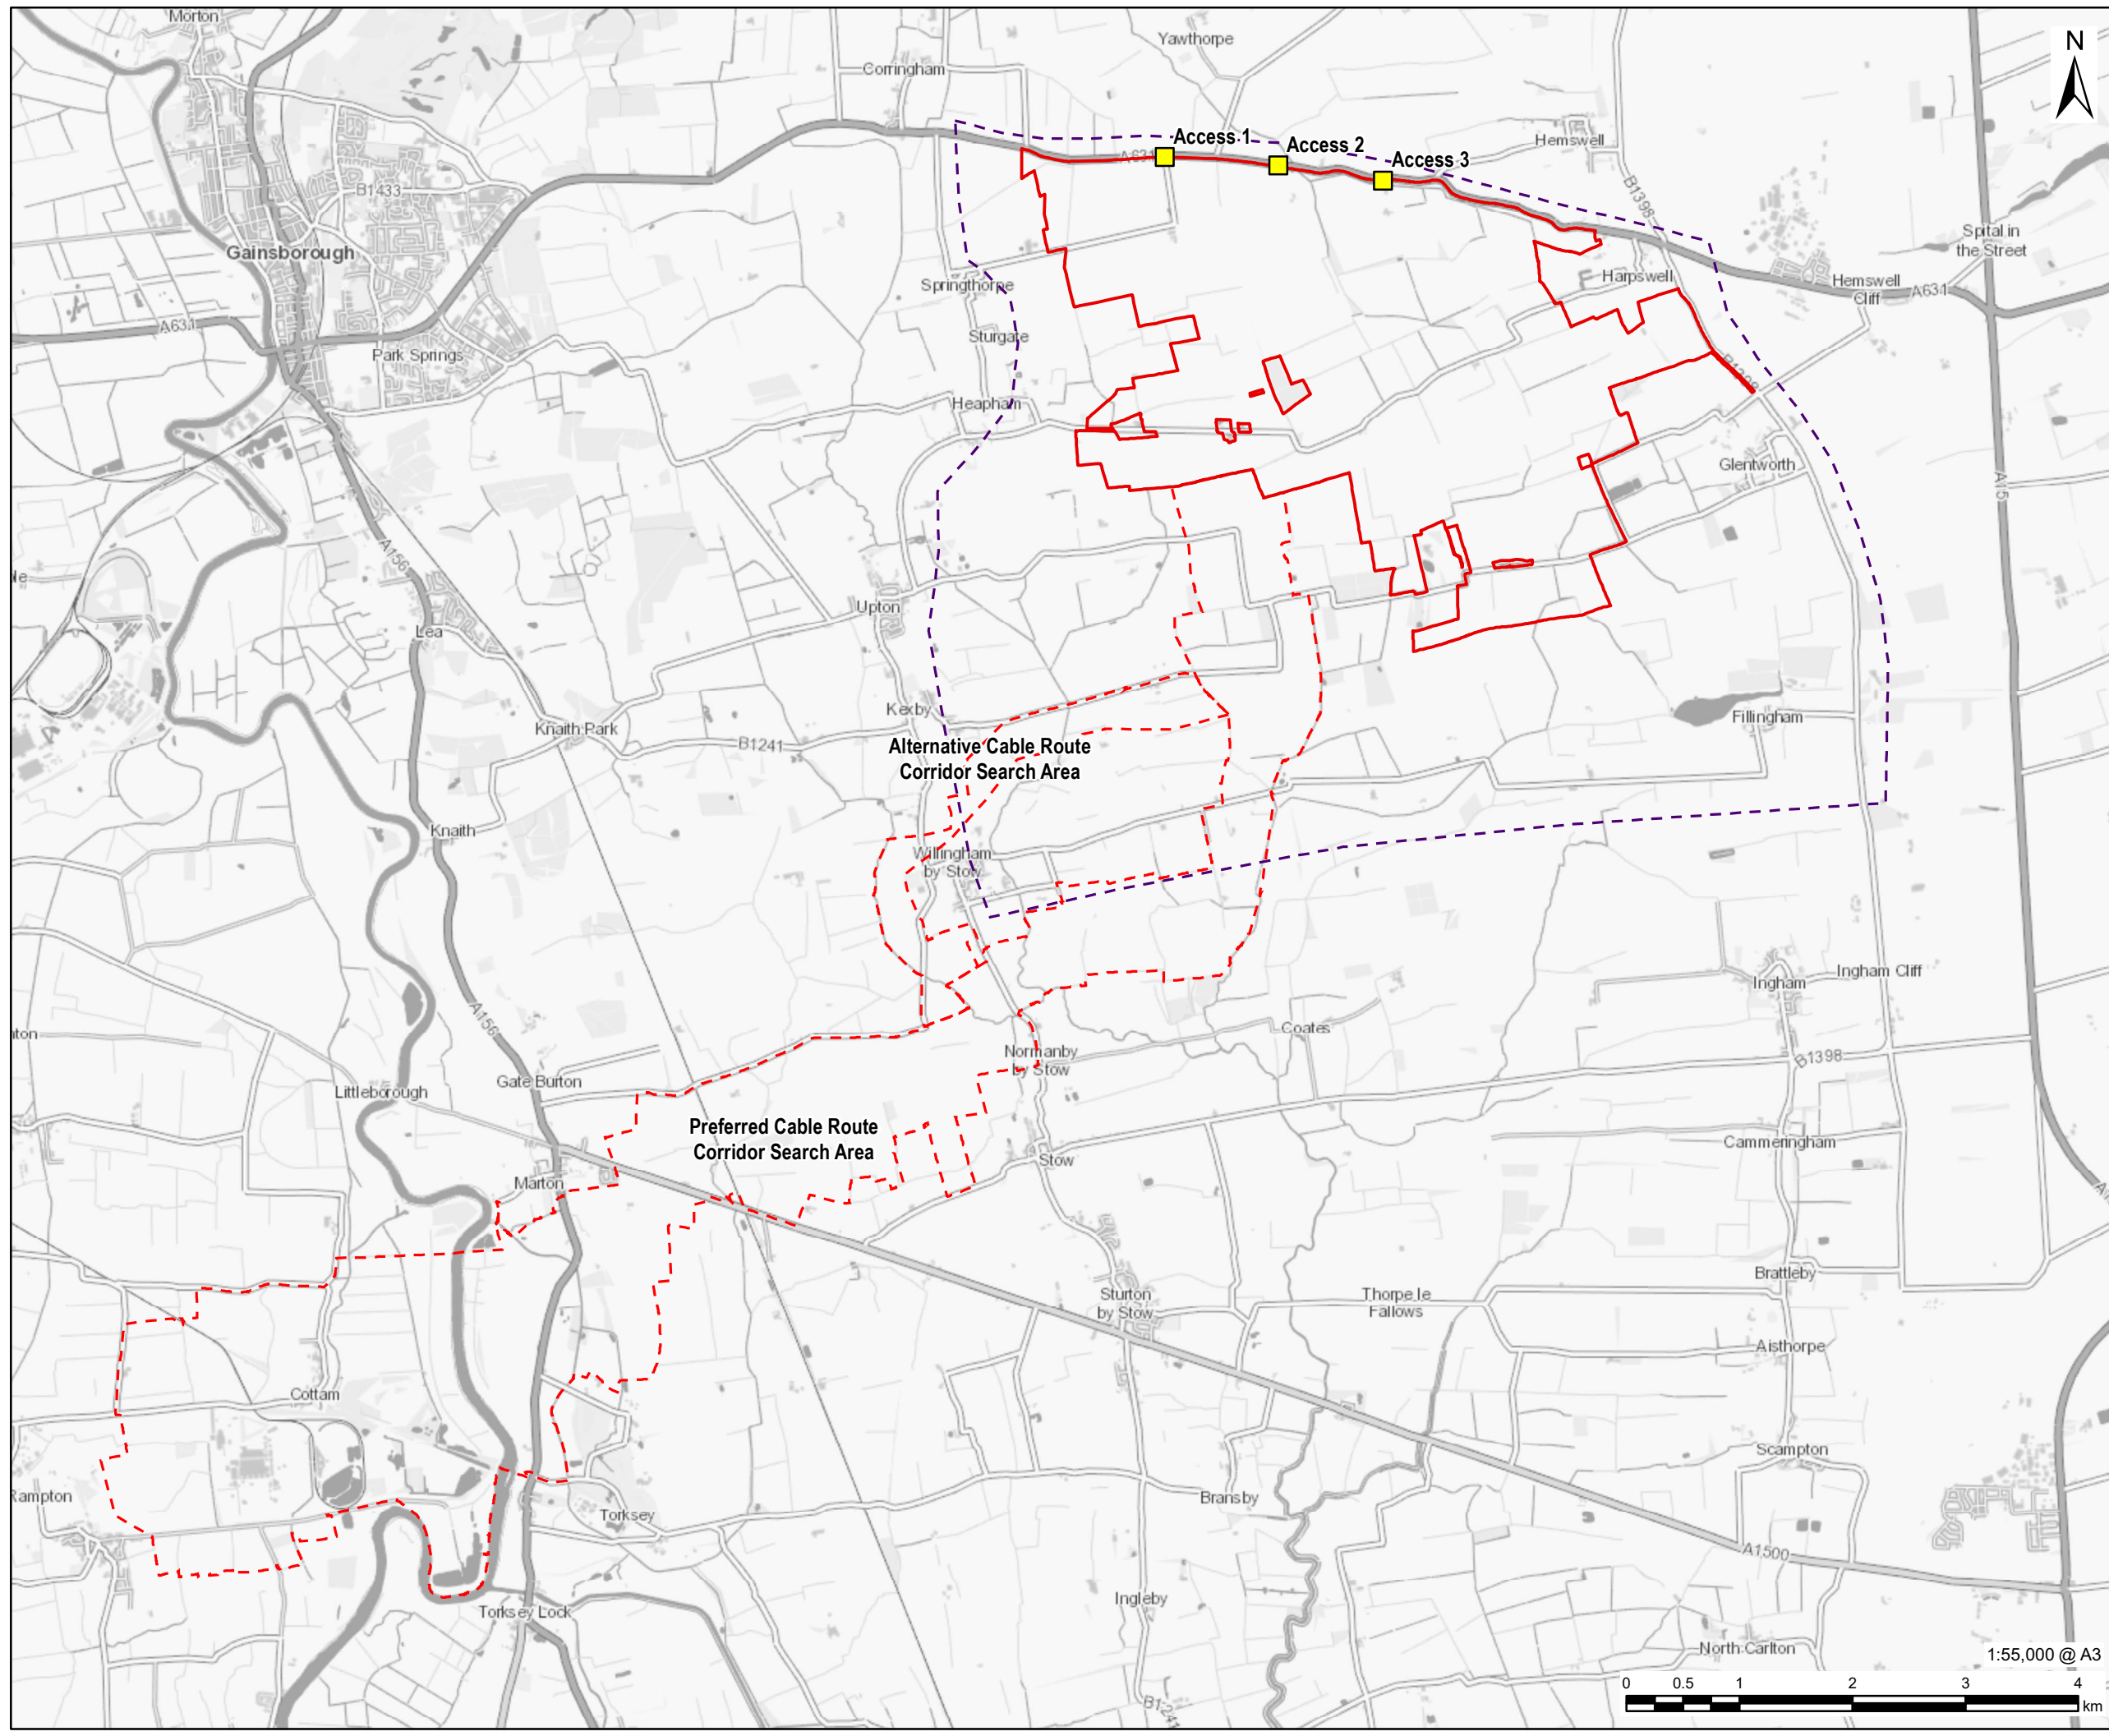 Morton
Yawthorpe
N
Corringham
Access 1
A631
Access 2
Hemswell
Access 3
B1433
B1398
Gainsborough
Spital in
the Street
Springthorpe
Harpswell
Hemswell
Cliff
A631
A631
Sturgate
Park Springs
B1398
Heapham
Glentworth
A15
A156
Upton
Lea
Kexby
Fillingham
Knaith Park
B1241
Alternative Cable Route
Corridor Search Area
Knaith
Willingham
by Stow
Ingham Cliff
Ingham
A156
Coates
Normanby
by Stow
B1398
Gate Burton
Littleborough
Preferred Cable Route
Corridor Search Area
Cammeringham
Stow
Marton
Brattleby
Sturton
by Stow
Thorpe le
Fallows
Aisthorpe
Cottam
Scampton
Rampton
Bransby
Torksey
A1500
Ingleby
Torksey Lock
North Carlton
1:55,000 @ A3
0 0.5 1 2 3 4
km
B1241